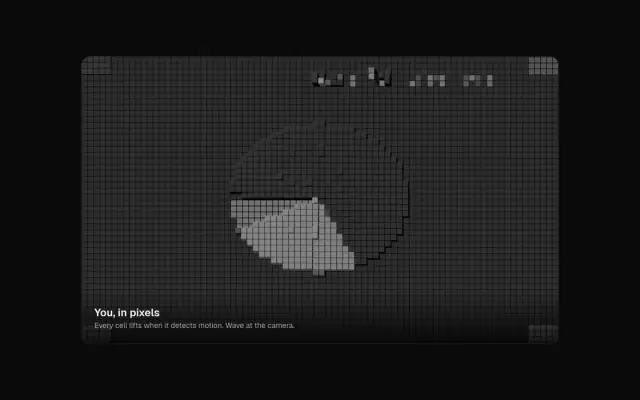 You, in pixels
Every cell lifts when it detects motion. Wave at the camera.